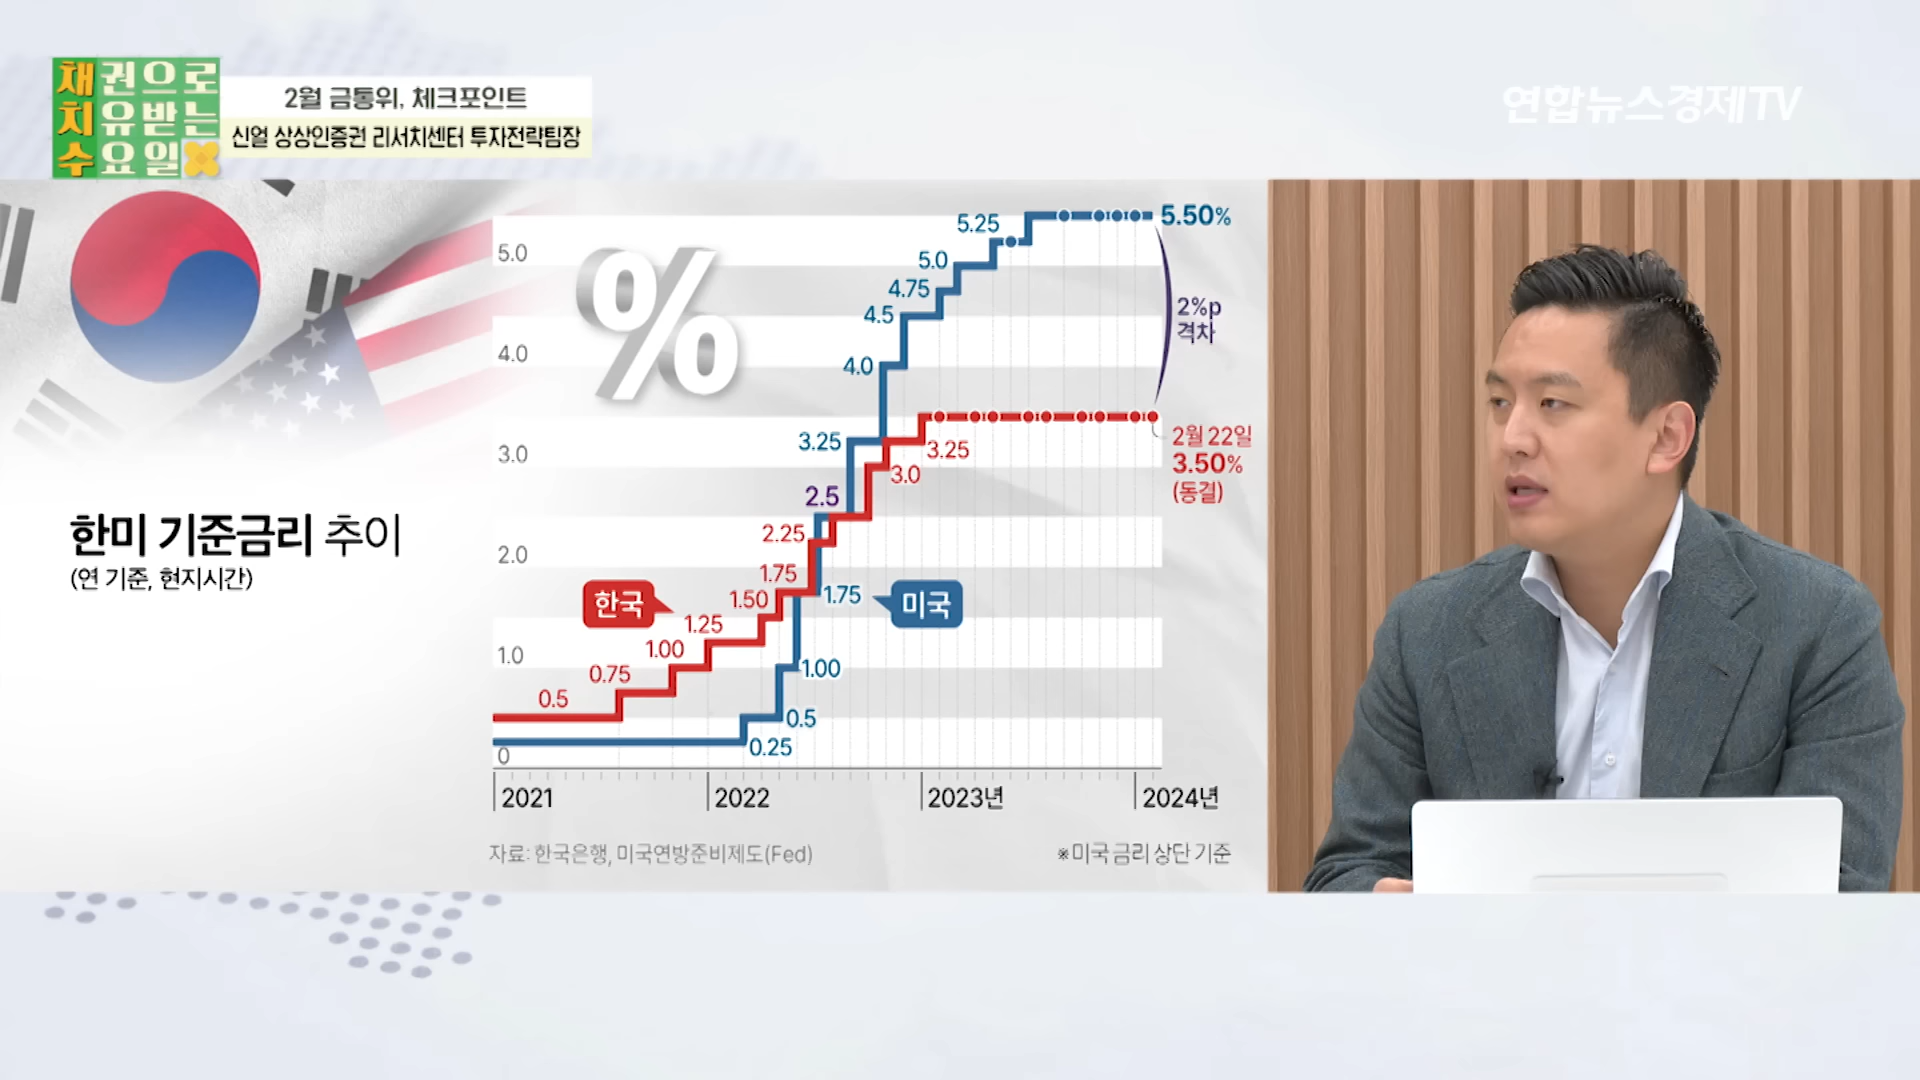 채권으로
치유받는
수요일
2월 금통위, 체크포인트
신얼 상상인증권 리서치센터 투자전략팀장
연합뉴스경제TV
한미 기준금리 추이
(연 기준, 현지시간)
%
5.0
4.0
3.0
2.0
1.0
0
한국
0.5
0.75
1.00
1.25
1.50
1.75
2.25
2.5
3.0
3.25
2월 22일
3.50%
(동결)
미국
0.25
0.5
1.00
1.75
3.25
4.0
4.5
4.75
5.0
5.25
5.50%
2%p
격차
2021
2022
2023년
2024년
자료: 한국은행, 미국연방준비제도(Fed)
※미국 금리 상단 기준